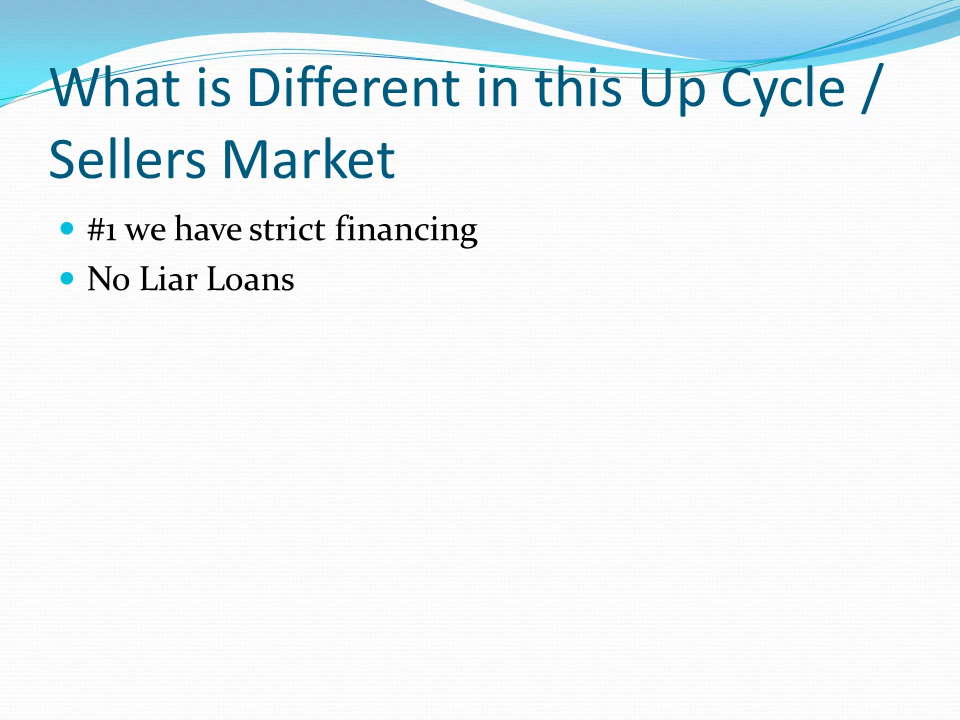 What is Different in this Up Cycle /
Sellers Market
#1 we have strict financing
No Liar Loans